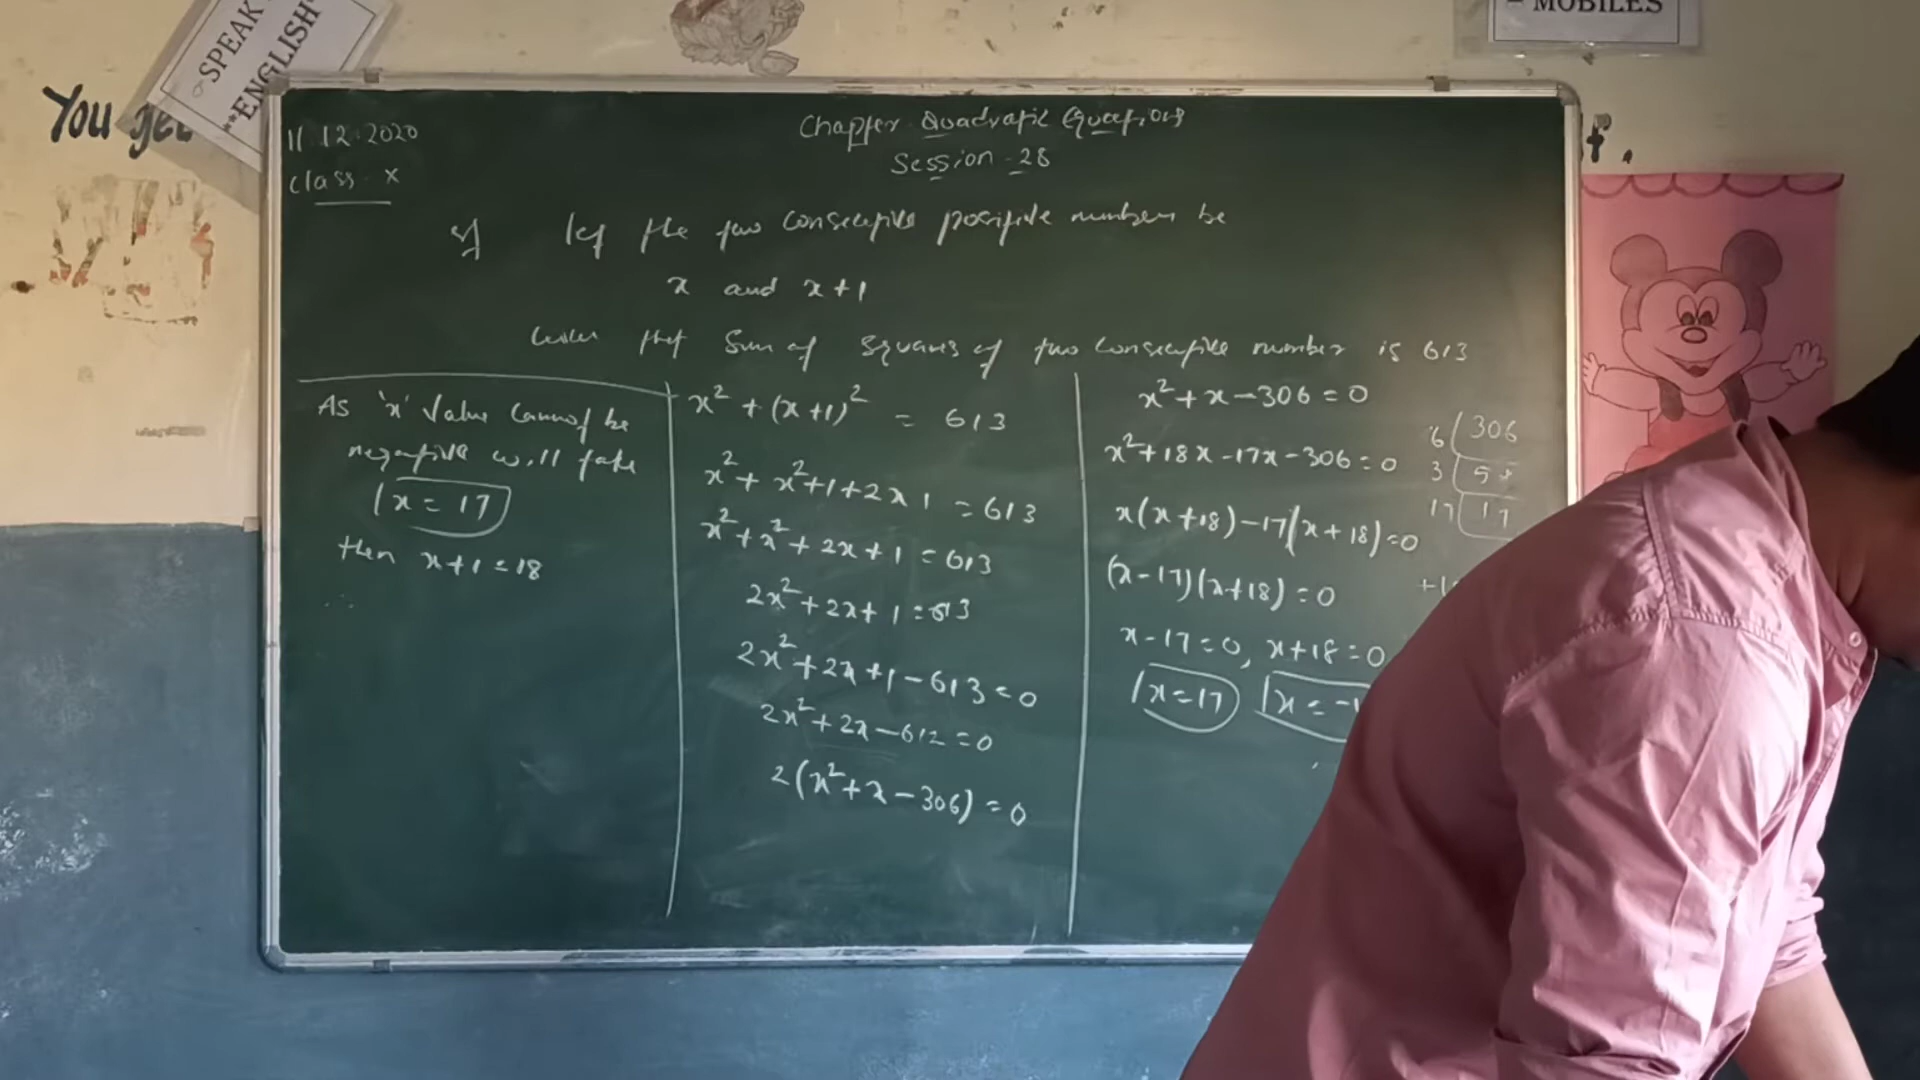 SPEAK
**ENGLISH
- MOBILES
You get
f.
11.12.2020
Class - X
Chapter Quadratic Equations
Session - 28
let the two consecutive positive numbers be
x and x+1
that Sum of squares of two consecutive number is 613
As 'x' value cannot be
negative will take
x = 17
then x+1=18
∴
x² + (x+1)² = 613
x² + x²+1+2x1 = 613
x²+x²+2x+1=613
2x²+2x+1=613
2x²+2x+1-613=0
2x²+2x-612=0
2(x²+x-306)=0
x²+x-306=0
x²+18x-17x-306=0
x(x+18)-17(x+18)=0
(x-17)(x+18)=0
x-17=0, x+18=0
x=17 x=-1
6 306
3
17 17